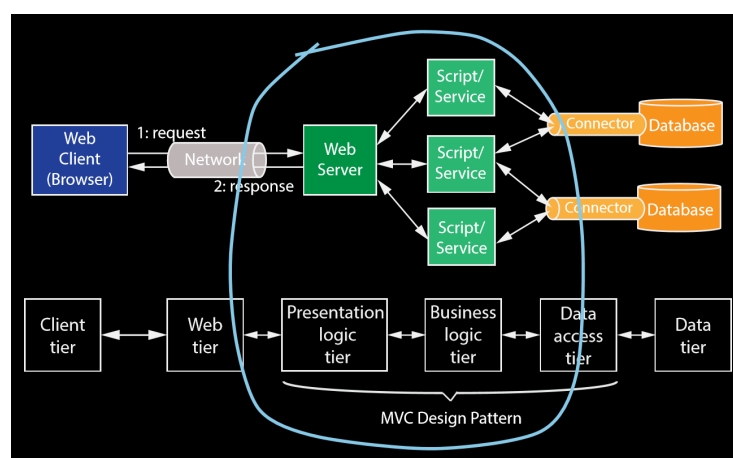 Script/
Service
1: request
Web
Client
(Browser)
Network
Web
Server
2: response
Script/
Service
Connector
Database
Script/
Service
Connector
Database
Client
tier
Web
tier
Presentation
logic
tier
Business
logic
tier
Data
access
tier
Data
tier
MVC Design Pattern